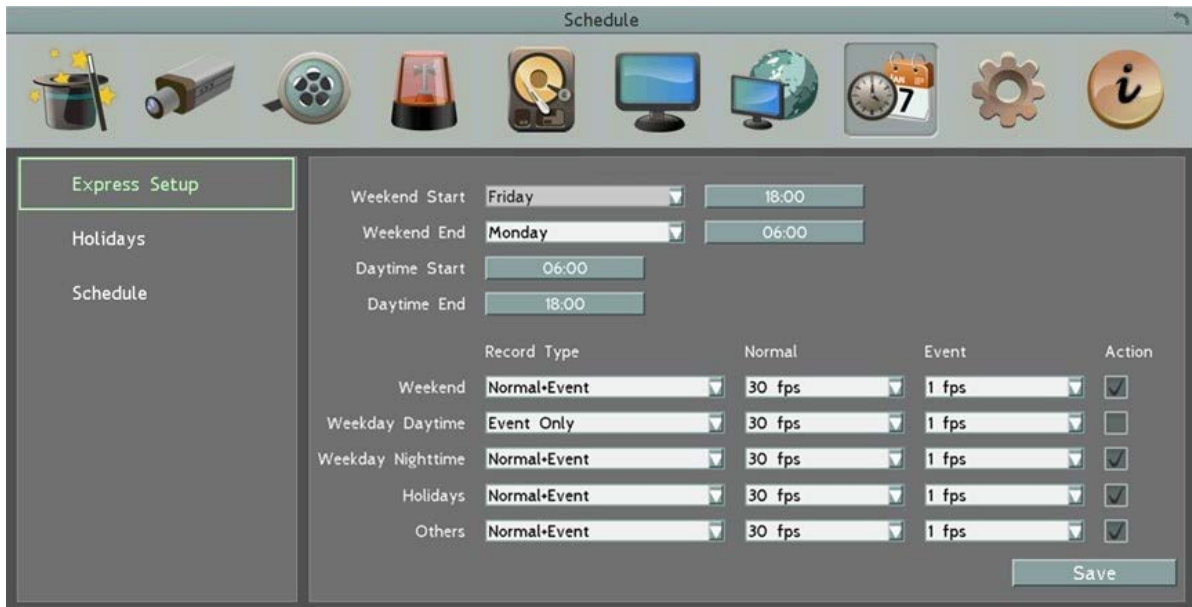 Schedule
JAN
7
i
Express Setup
Holidays
Schedule
Weekend Start Friday 18:00
Weekend End Monday 06:00
Daytime Start 06:00
Daytime End 18:00
Record Type Normal Event Action
Weekend Normal+Event 30 fps 1 fps
Weekday Daytime Event Only 30 fps 1 fps
Weekday Nighttime Normal+Event 30 fps 1 fps
Holidays Normal+Event 30 fps 1 fps
Others Normal+Event 30 fps 1 fps
Save